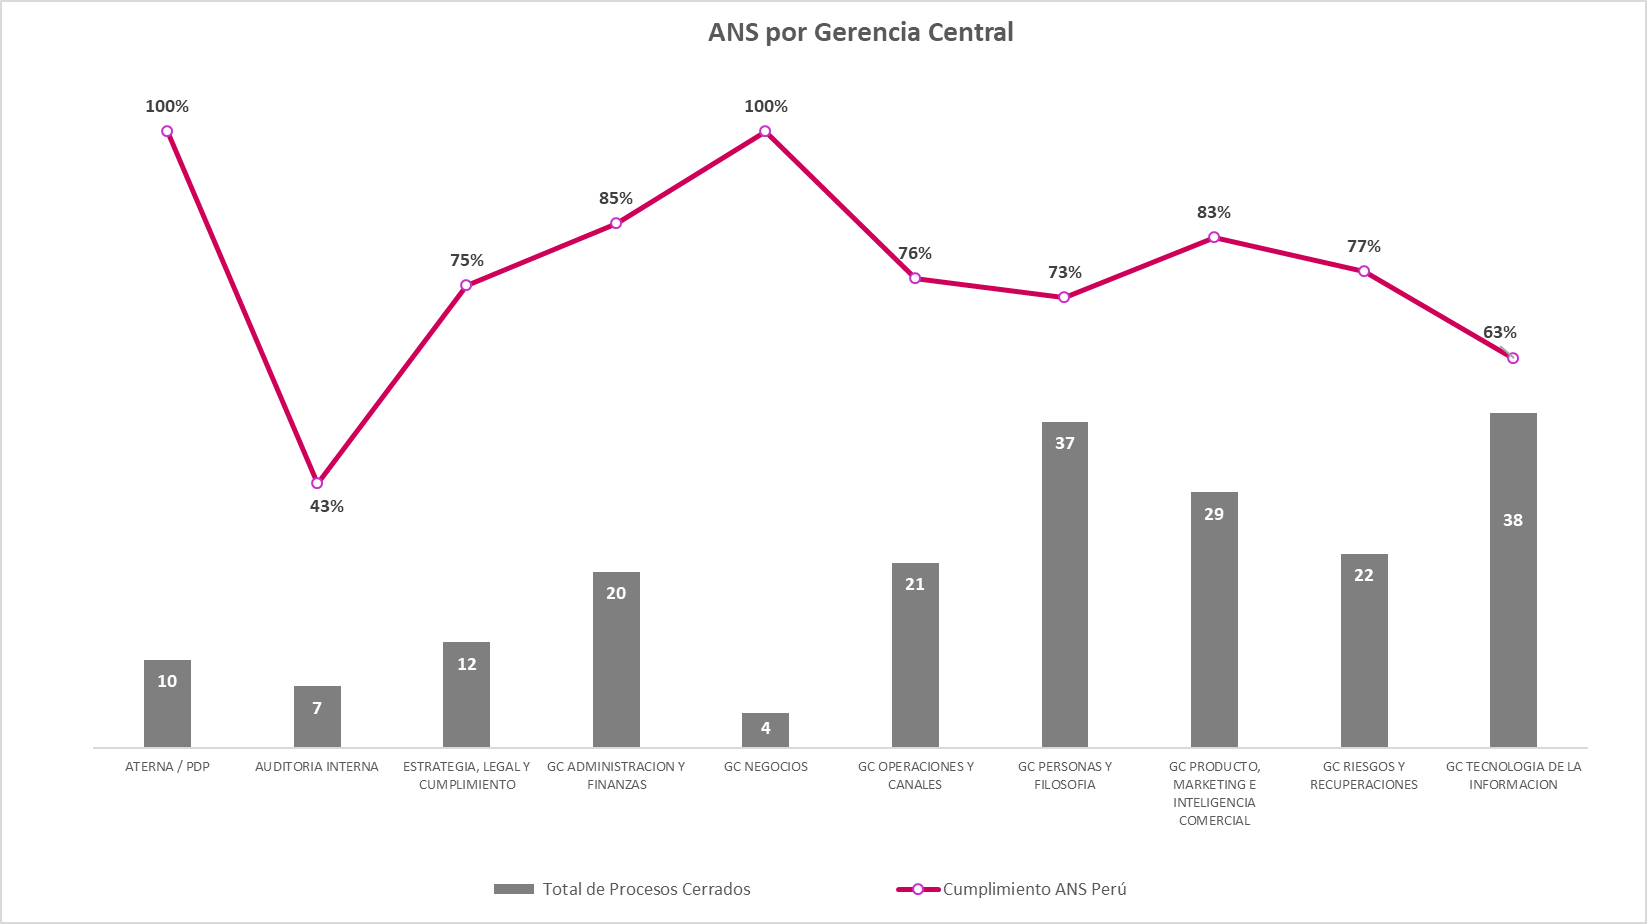 ANS por Gerencia Central
100%
43%
75%
85%
100%
76%
73%
83%
77%
63%
10
7
12
20
4
21
37
29
22
38
ATERNA / PDP
AUDITORIA INTERNA
ESTRATEGIA, LEGAL Y
CUMPLIMIENTO
GC ADMINISTRACION Y
FINANZAS
GC NEGOCIOS
GC OPERACIONES Y
CANALES
GC PERSONAS Y
FILOSOFIA
GC PRODUCTO,
MARKETING E
INTELIGENCIA
COMERCIAL
GC RIESGOS Y
RECUPERACIONES
GC TECNOLOGIA DE LA
INFORMACION
Total de Procesos Cerrados
Cumplimiento ANS Perú